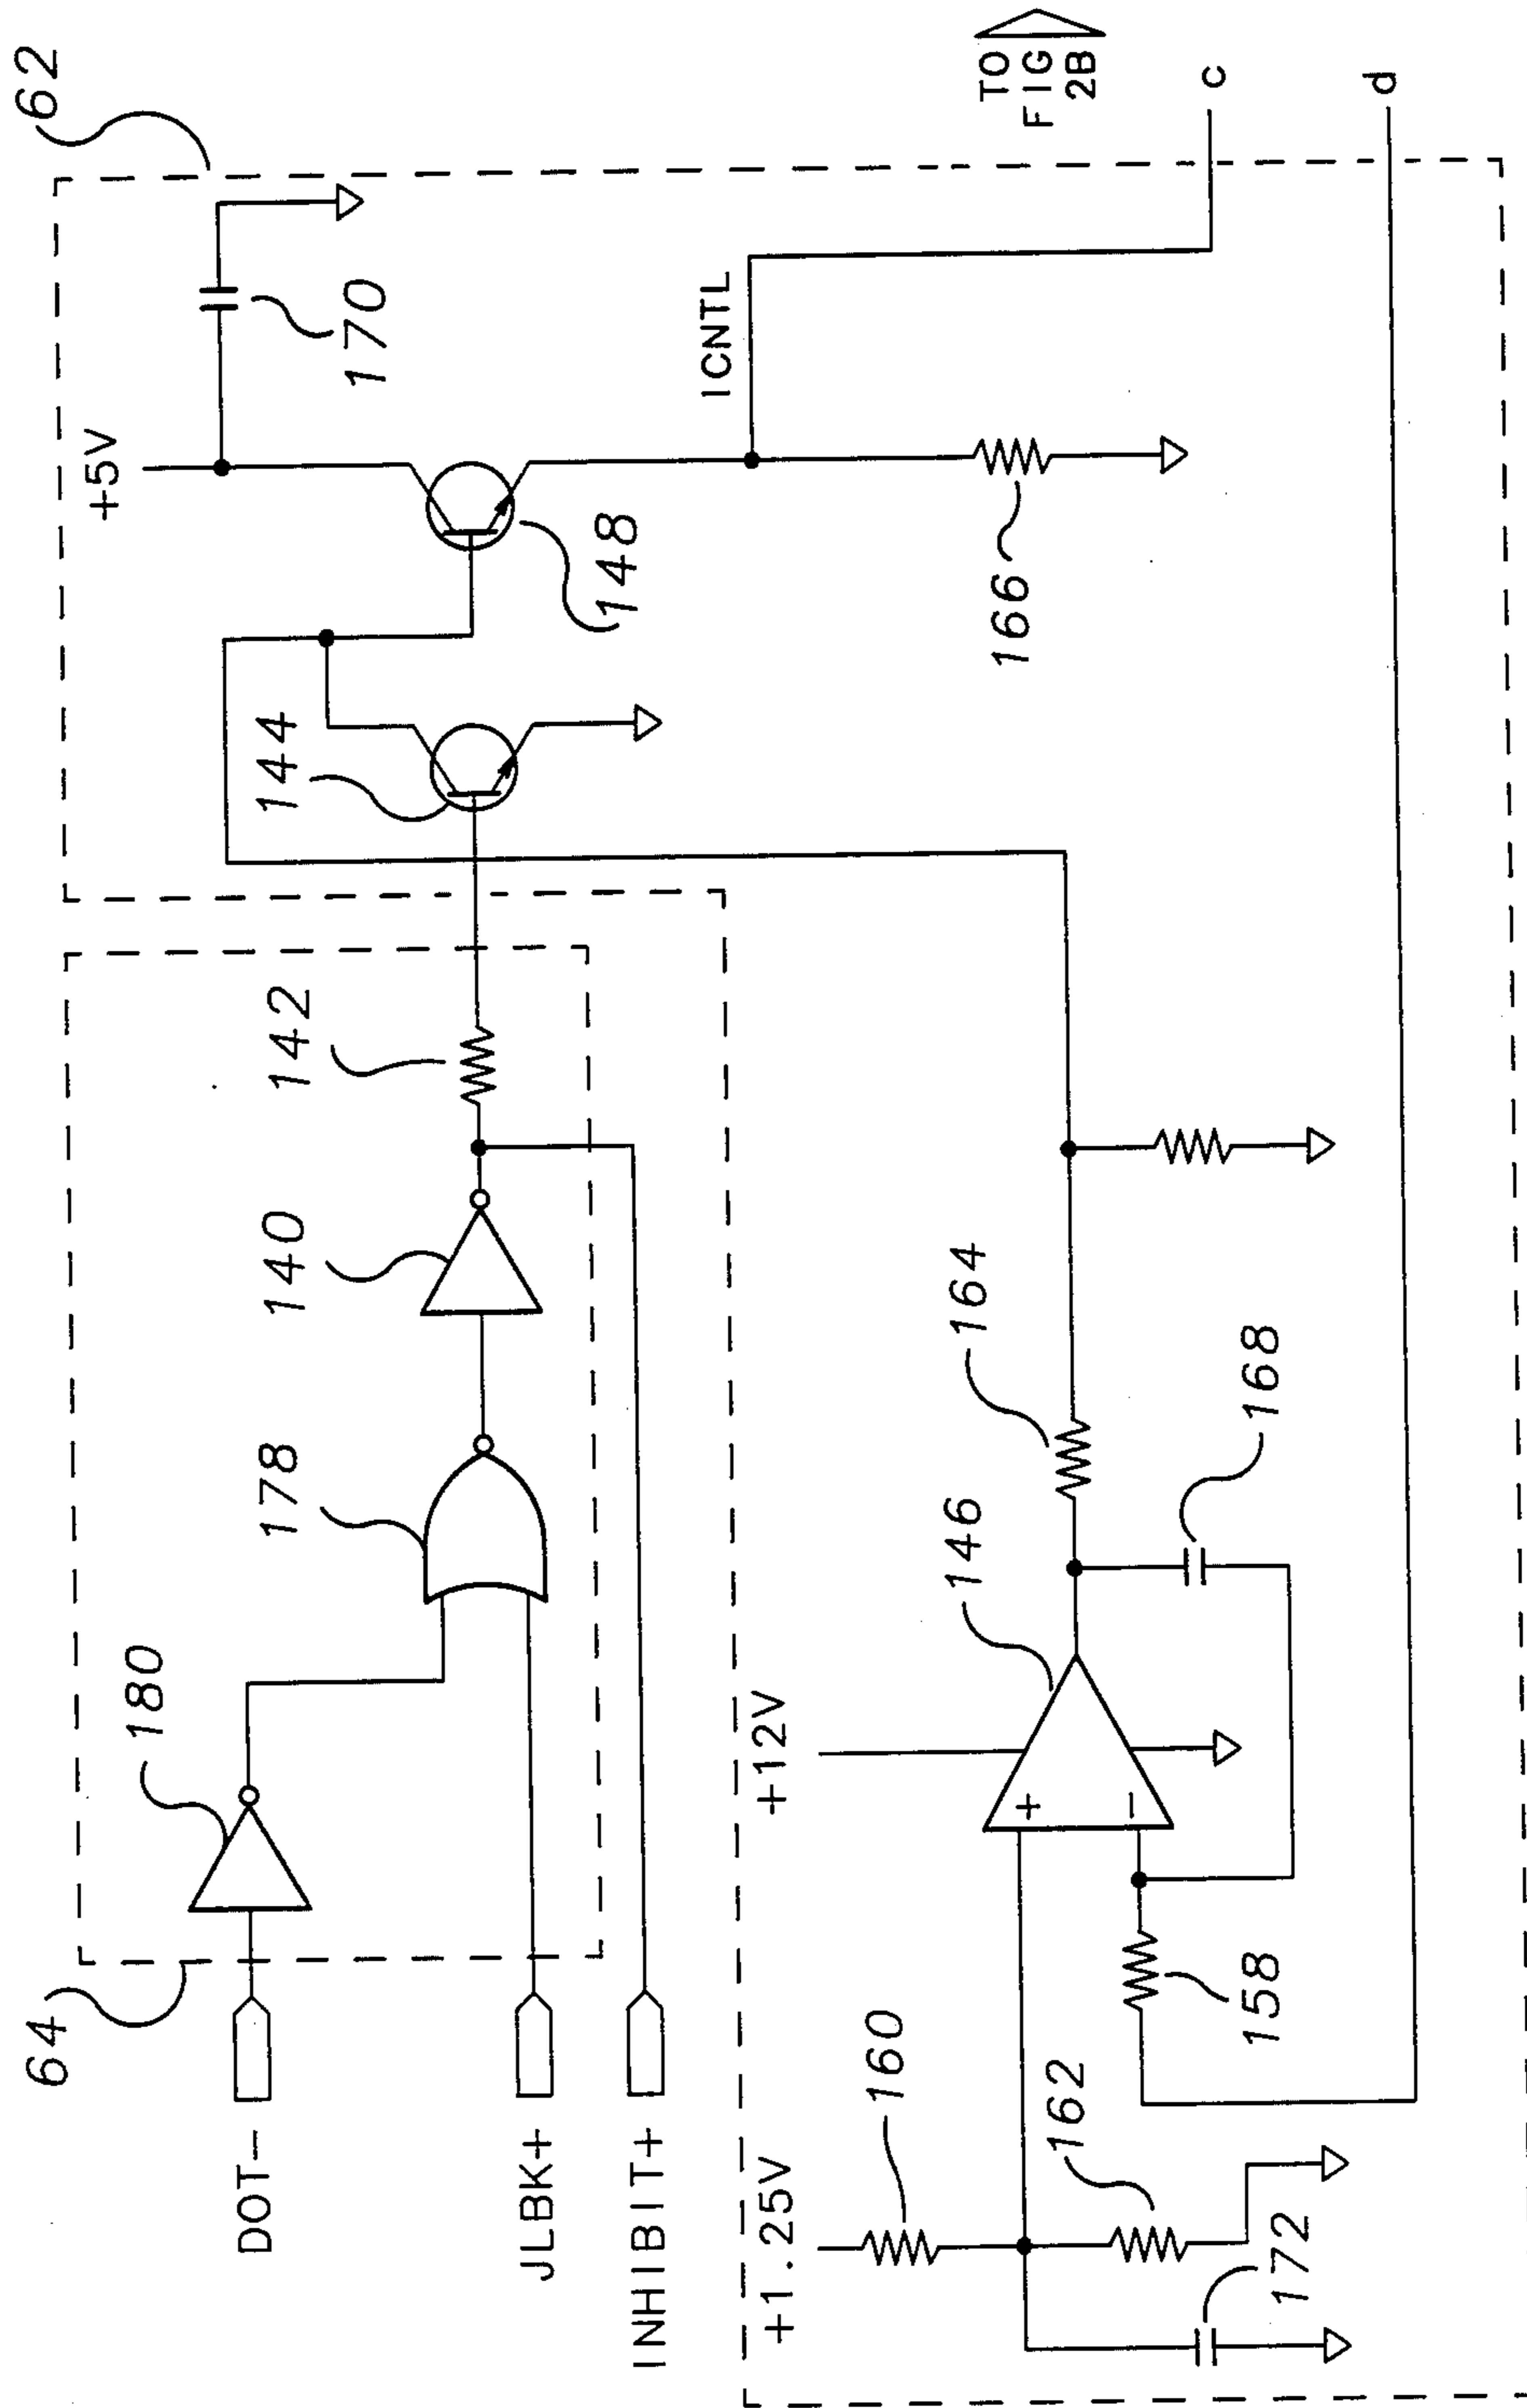 62
+5V
170
144
148
ICNTL
166
TO
FIG
2B
c
d
64
180
178
140
142
DOT-
JLBK+
INHIBIT+
+1.25V
+12V
160
162
172
158
146
+
-
164
168